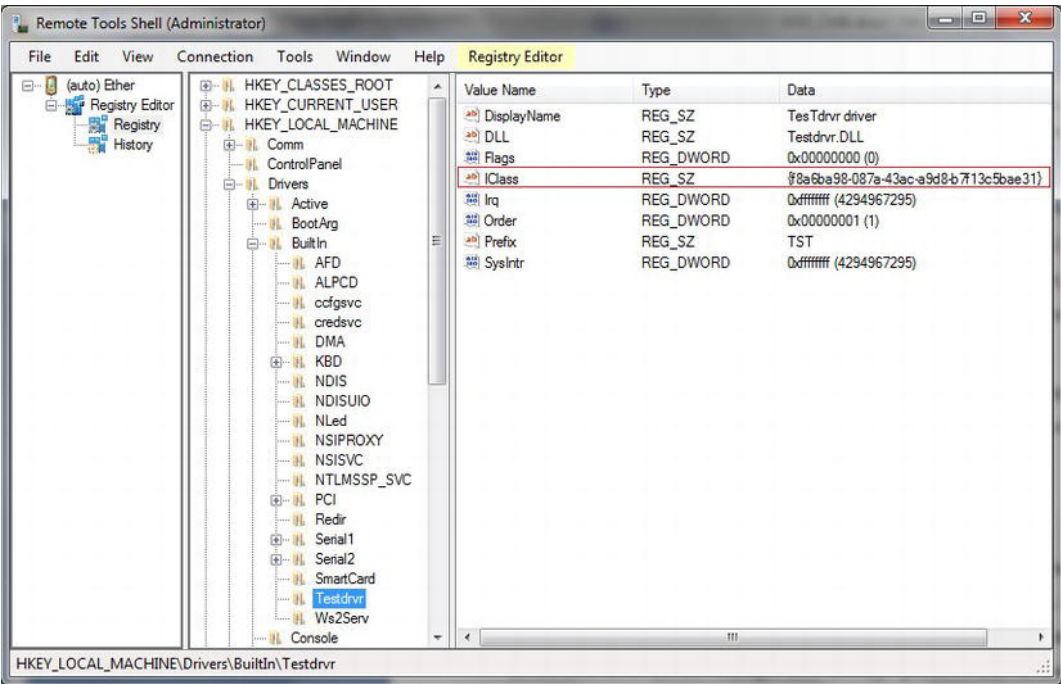 Remote Tools Shell (Administrator)
File Edit View Connection Tools Window Help Registry Editor
(auto) Ether
Registry Editor
Registry
History
HKEY_CLASSES_ROOT
HKEY_CURRENT_USER
HKEY_LOCAL_MACHINE
Comm
ControlPanel
Drivers
Active
BootArg
BuiltIn
AFD
ALPCD
ccfgsvc
credsvc
DMA
KBD
NDIS
NDISUIO
NLed
NSIPROXY
NSISVC
NTLMSSP_SVC
PCI
Redir
Serial1
Serial2
SmartCard
Testdrvr
Ws2Serv
Console
Value Name Type Data
DisplayName REG_SZ TesTdrvr driver
DLL REG_SZ Testdrvr.DLL
Flags REG_DWORD 0x00000000 (0)
IClass REG_SZ {f8a6ba98-087a-43ac-a9d8-b7f13c5bae31}
Irq REG_DWORD 0xffffffff (4294967295)
Order REG_DWORD 0x00000001 (1)
Prefix REG_SZ TST
SysIntr REG_DWORD 0xffffffff (4294967295)
HKEY_LOCAL_MACHINE\Drivers\BuiltIn\Testdrvr